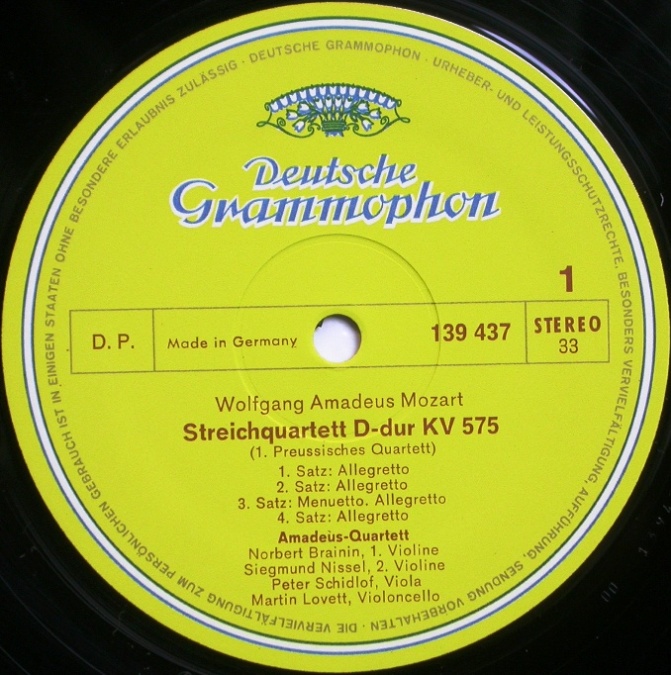 DEUTSCHE GRAMMOPHON · URHEBER- UND LEISTUNGSSCHUTZRECHTE, BESONDERS VERVIELFÄLTIGUNG, AUFFÜHRUNG, SENDUNG VORBEHALTEN · DIE VERVIELFÄLTIGUNG ZUM PERSÖNLICHEN GEBRAUCH IST IN EINIGEN STAATEN OHNE BESONDERE ERLAUBNIS ZULÄSSIG ·
Deutsche
Grammophon
1
D. P.
Made in Germany
139 437
STEREO
33
Wolfgang Amadeus Mozart
Streichquartett D-dur KV 575
(1. Preussisches Quartett)
1. Satz: Allegretto
2. Satz: Allegretto
3. Satz: Menuetto. Allegretto
4. Satz: Allegretto
Amadeus-Quartett
Norbert Brainin, 1. Violine
Siegmund Nissel, 2. Violine
Peter Schidlof, Viola
Martin Lovett, Violoncello